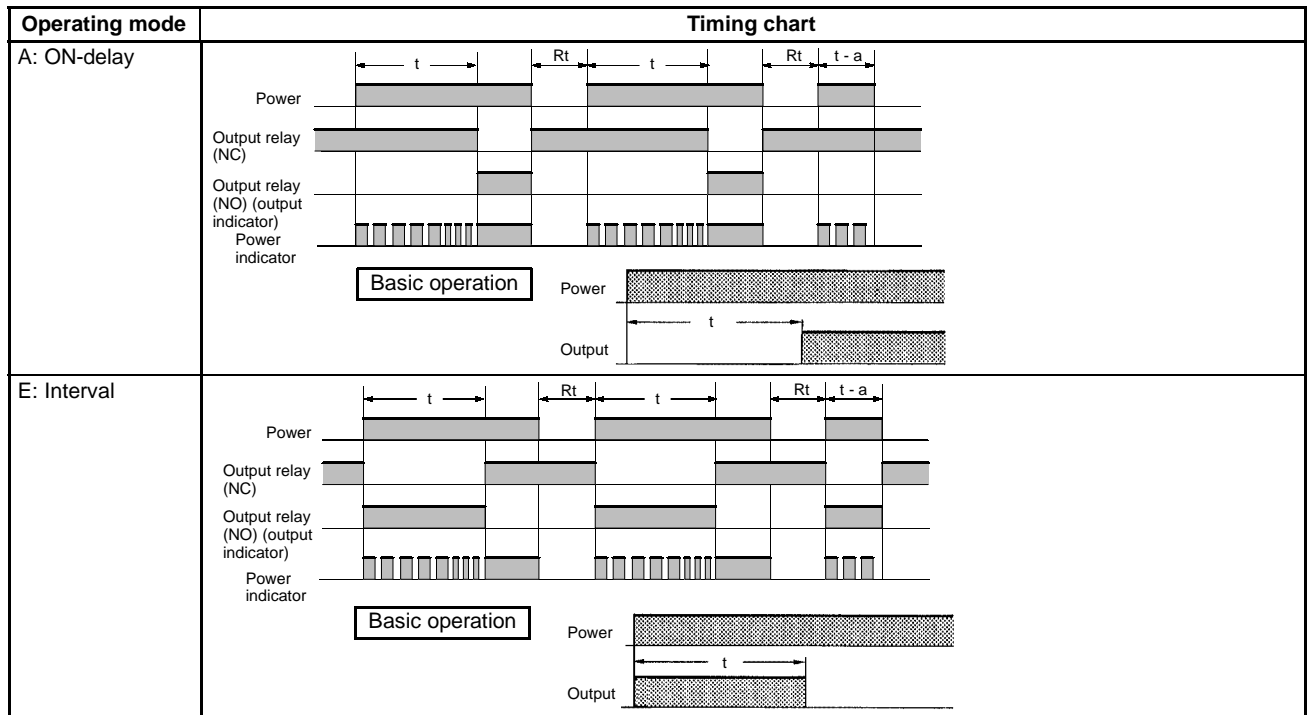 Operating mode
Timing chart
A: ON-delay
t
Rt
t
Rt
t - a
Power
Output relay
(NC)
Output relay
(NO) (output
indicator)
Power
indicator
Basic operation
Power
t
Output
E: Interval
t
Rt
t
Rt
t - a
Power
Output relay
(NC)
Output relay
(NO) (output
indicator)
Power
indicator
Basic operation
Power
t
Output